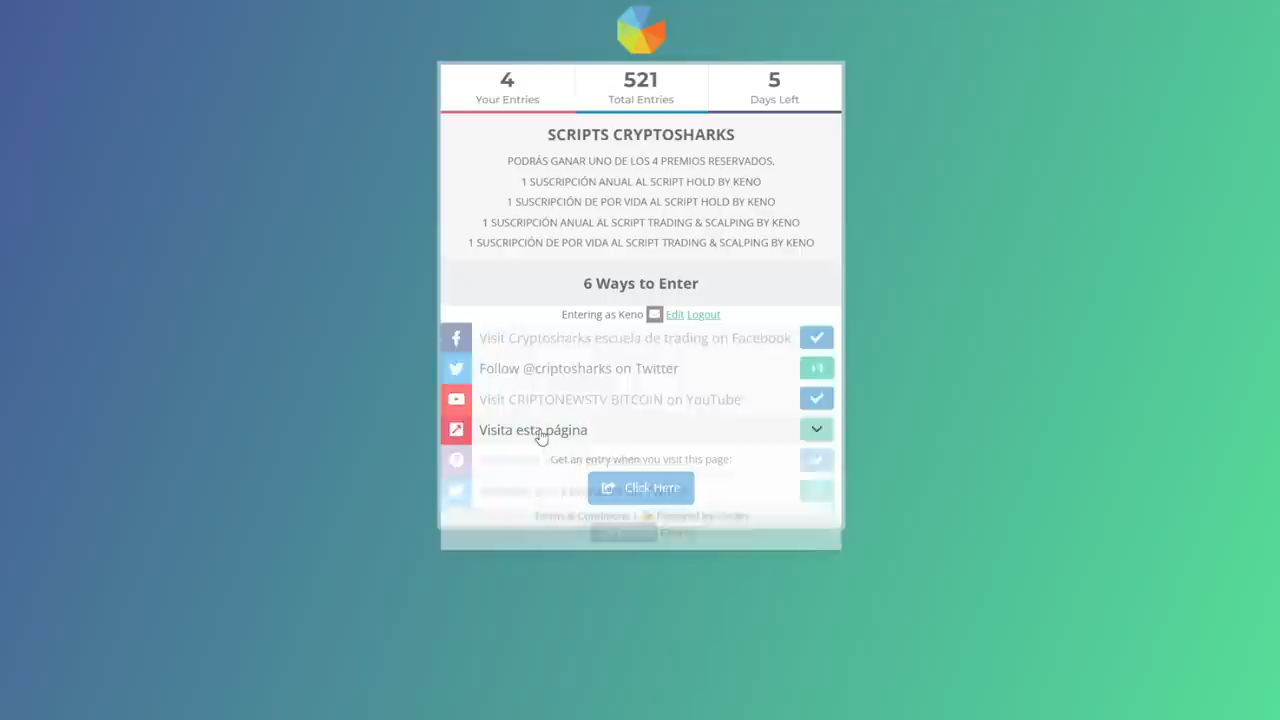 4
521
5
Your Entries
Total Entries
Days Left
SCRIPTS CRYPTOSHARKS
PODRÁS GANAR UNO DE LOS 4 PREMIOS RESERVADOS.
1 SUSCRIPCIÓN ANUAL AL SCRIPT HOLD BY KENO
1 SUSCRIPCIÓN DE POR VIDA AL SCRIPT HOLD BY KENO
1 SUSCRIPCIÓN ANUAL AL SCRIPT TRADING & SCALPING BY KENO
1 SUSCRIPCIÓN DE POR VIDA AL SCRIPT TRADING & SCALPING BY KENO
6 Ways to Enter
Entering as Keno Edit Logout
Visit Cryptosharks escuela de trading on Facebook
Follow @criptosharks on Twitter
+1
Visit CRIPTONEWSTV BITCOIN on YouTube
Visita esta página
Get an entry when you visit this page:
Click Here
Terms & Conditions | Powered by